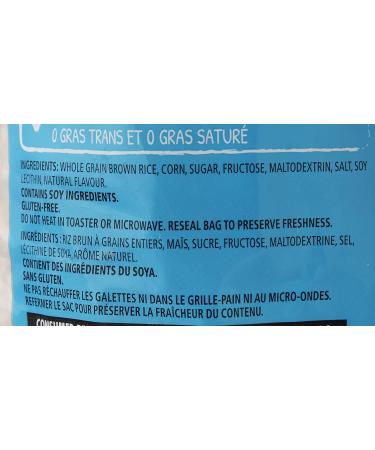 0 GRAS TRANS ET 0 GRAS SATURÉ
INGREDIENTS: WHOLE GRAIN BROWN RICE, CORN, SUGAR, FRUCTOSE, MALTODEXTRIN, SALT, SOY
LECITHIN, NATURAL FLAVOUR.
CONTAINS SOY INGREDIENTS.
GLUTEN-FREE.
DO NOT HEAT IN TOASTER OR MICROWAVE. RESEAL BAG TO PRESERVE FRESHNESS.
INGRÉDIENTS: RIZ BRUN À GRAINS ENTIERS, MAÏS, SUCRE, FRUCTOSE, MALTODEXTRINE, SEL,
LÉCITHINE DE SOYA, ARÔME NATUREL.
CONTIENT DES INGRÉDIENTS DU SOYA.
SANS GLUTEN.
NE PAS RÉCHAUFFER LES GALETTES NI DANS LE GRILLE-PAIN NI AU MICRO-ONDES.
REFERMER LE SAC POUR PRÉSERVER LA FRAÎCHEUR DU CONTENU.
CONSUMER